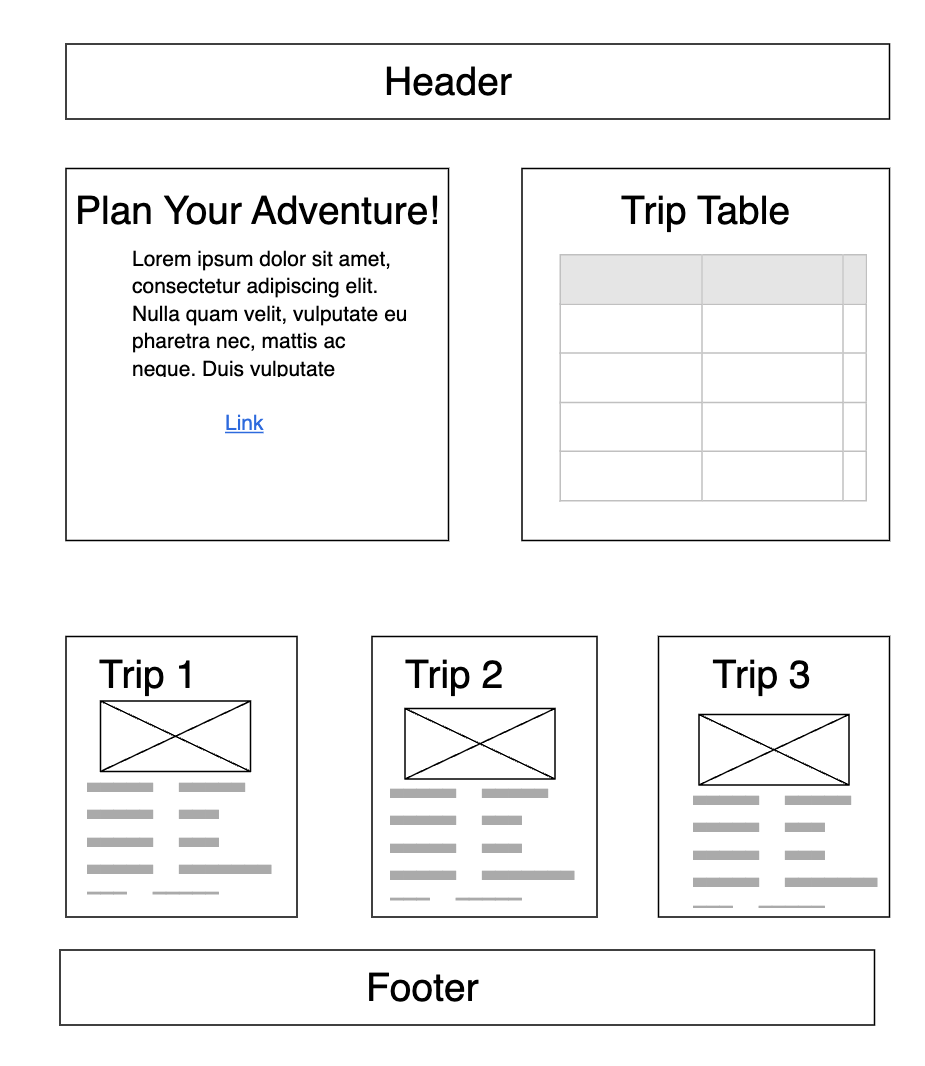 Header
Plan Your Adventure!
Lorem ipsum dolor sit amet,
consectetur adipiscing elit.
Nulla quam velit, vulputate eu
pharetra nec, mattis ac
neque. Duis vulputate
Link
Trip Table
Trip 1
Trip 2
Trip 3
Footer